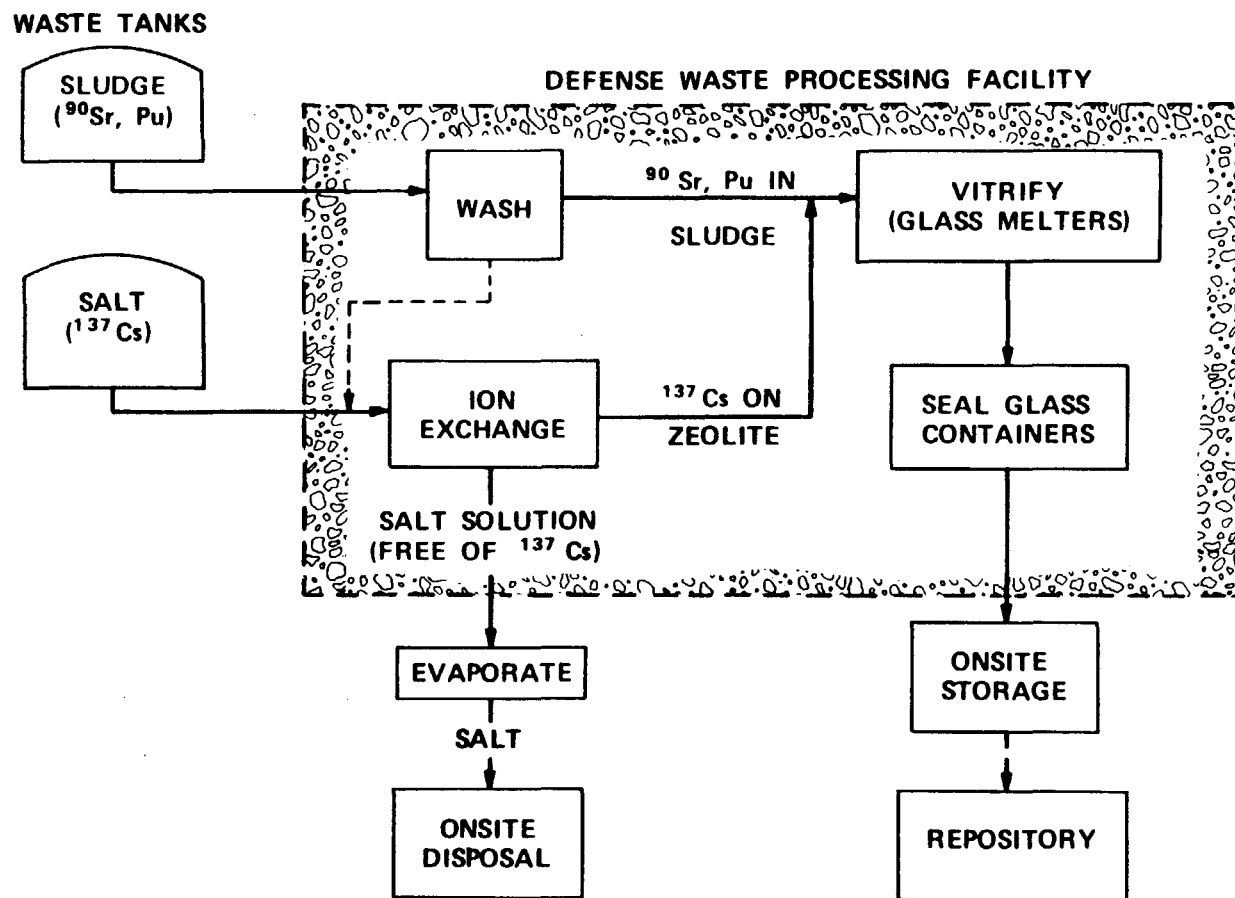 WASTE TANKS
SLUDGE
(⁹⁰Sr, Pu)
DEFENSE WASTE PROCESSING FACILITY
WASH
⁹⁰Sr, Pu IN
SLUDGE
VITRIFY
(GLASS MELTERS)
SALT
(¹³⁷Cs)
ION
EXCHANGE
¹³⁷Cs ON
ZEOLITE
SEAL GLASS
CONTAINERS
SALT SOLUTION
(FREE OF ¹³⁷Cs)
EVAPORATE
SALT
ONSITE
DISPOSAL
ONSITE
STORAGE
REPOSITORY